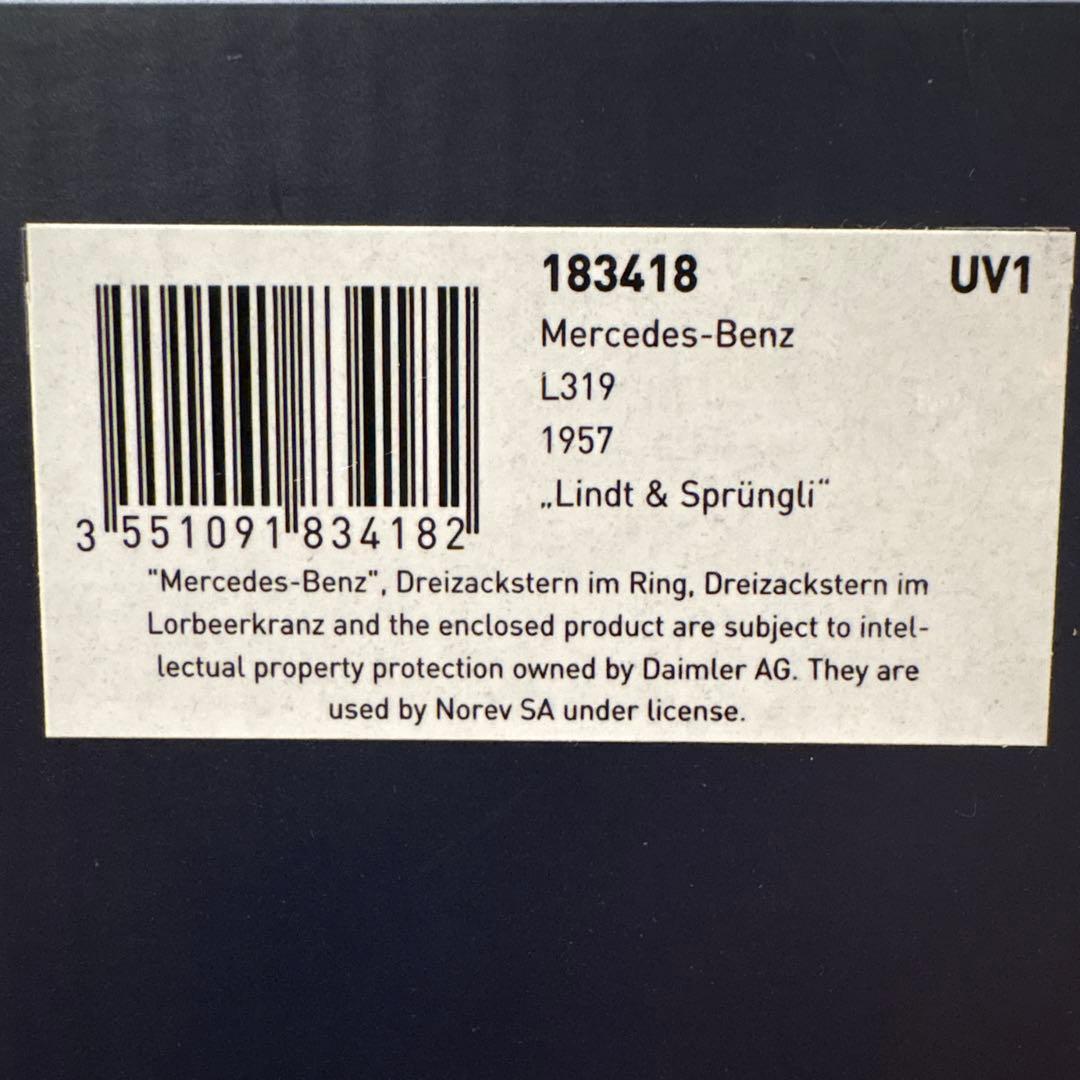 183418 UV1
Mercedes-Benz
L319
1957
„Lindt & Sprüngli“
3 551091 834182
"Mercedes-Benz", Dreizackstern im Ring, Dreizackstern im
Lorbeerkranz and the enclosed product are subject to intel-
lectual property protection owned by Daimler AG. They are
used by Norev SA under license.